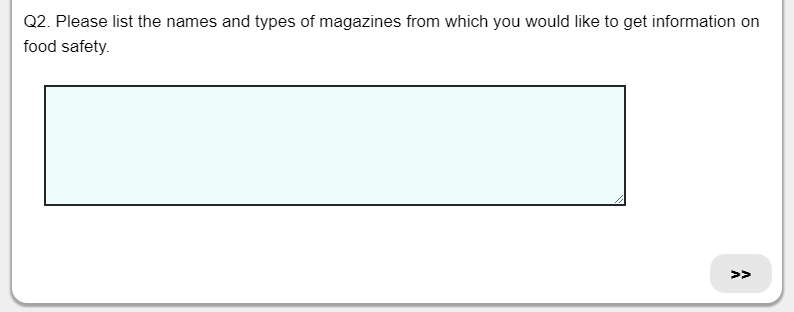 Q2. Please list the names and types of magazines from which you would like to get information on
food safety.
>>